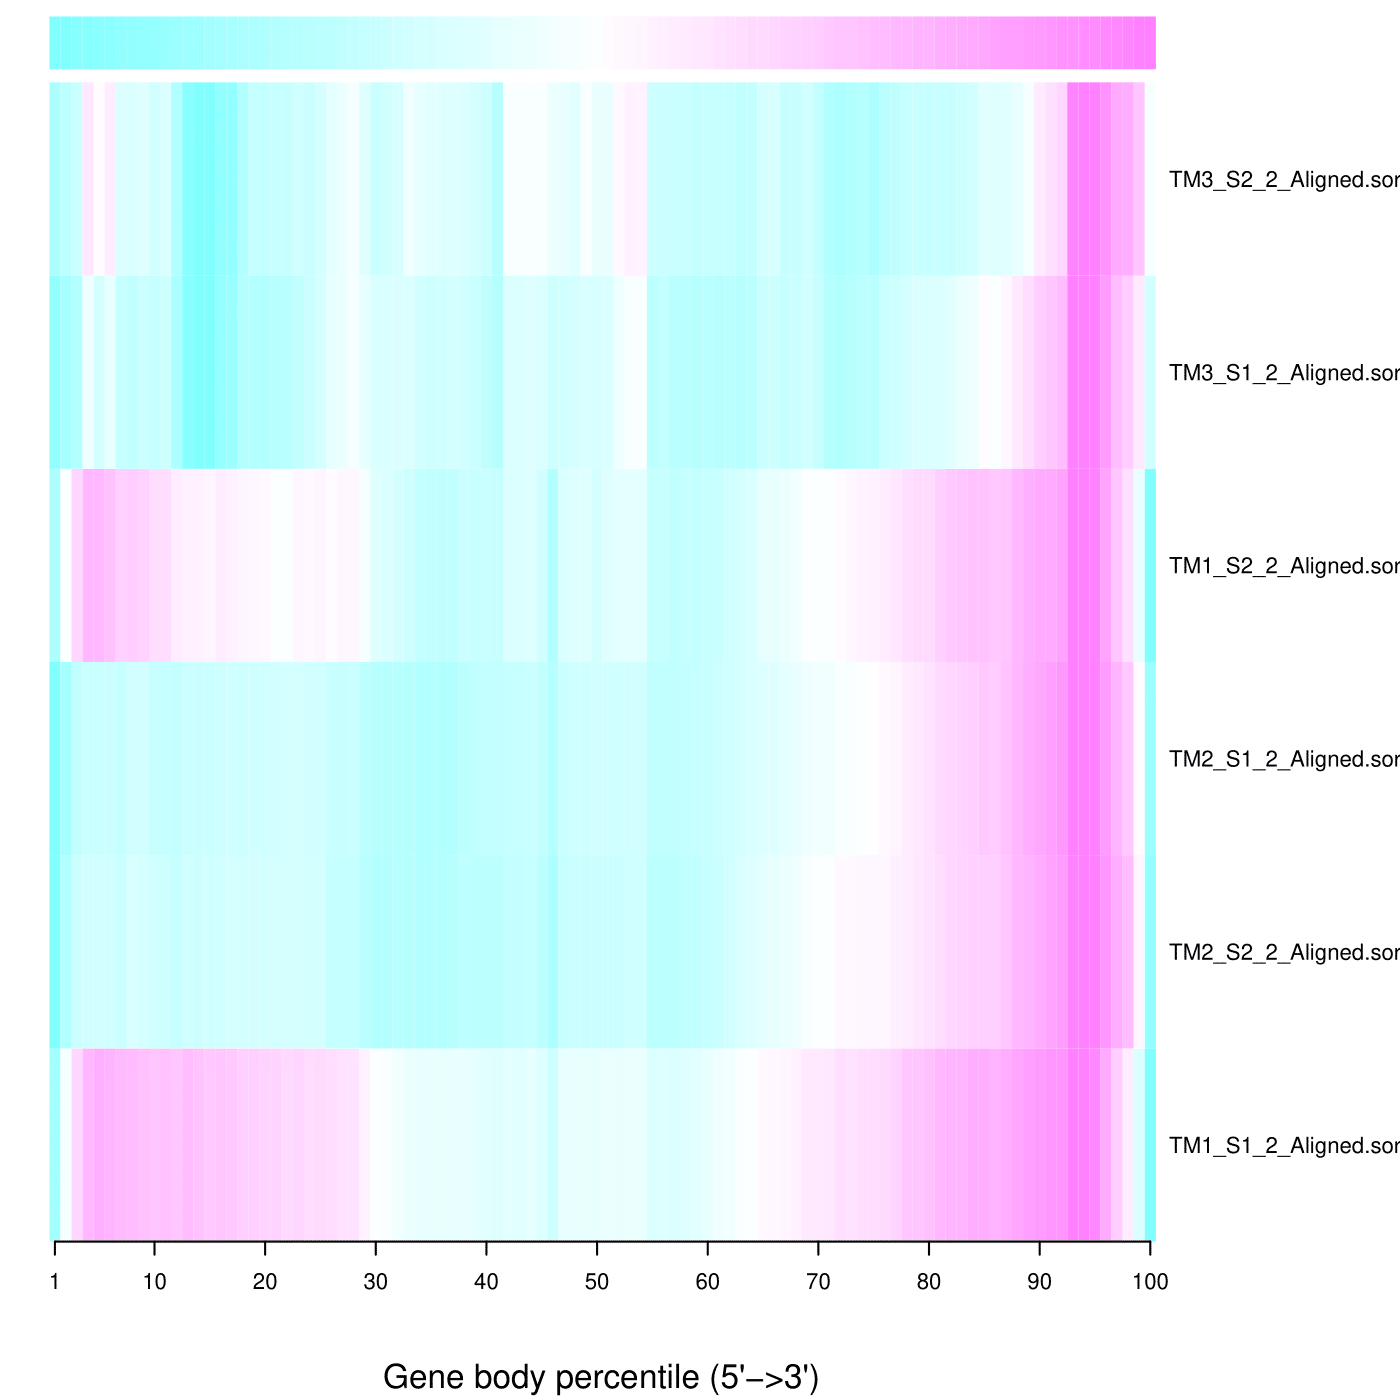 TM3_S2_2_Aligned.sor
TM3_S1_2_Aligned.sor
TM1_S2_2_Aligned.sor
TM2_S1_2_Aligned.sor
TM2_S2_2_Aligned.sor
TM1_S1_2_Aligned.sor
1 10 20 30 40 50 60 70 80 90 100
Gene body percentile (5'−>3')